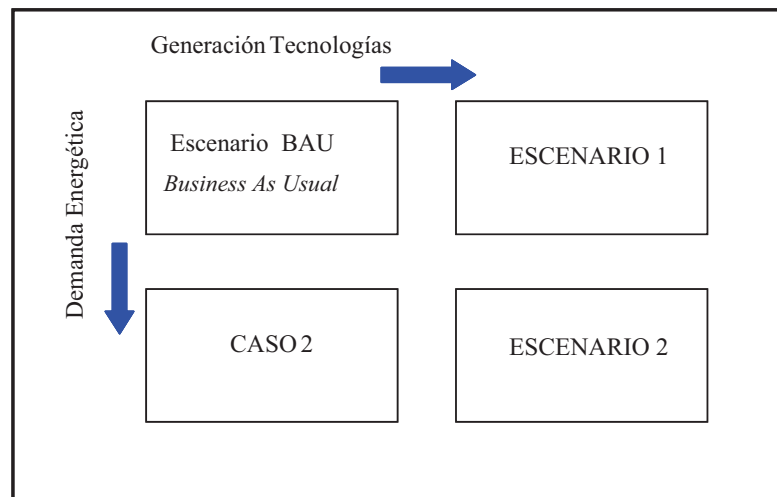 Generación Tecnologías
Demanda Energética
Escenario BAU
Business As Usual
ESCENARIO 1
CASO 2
ESCENARIO 2